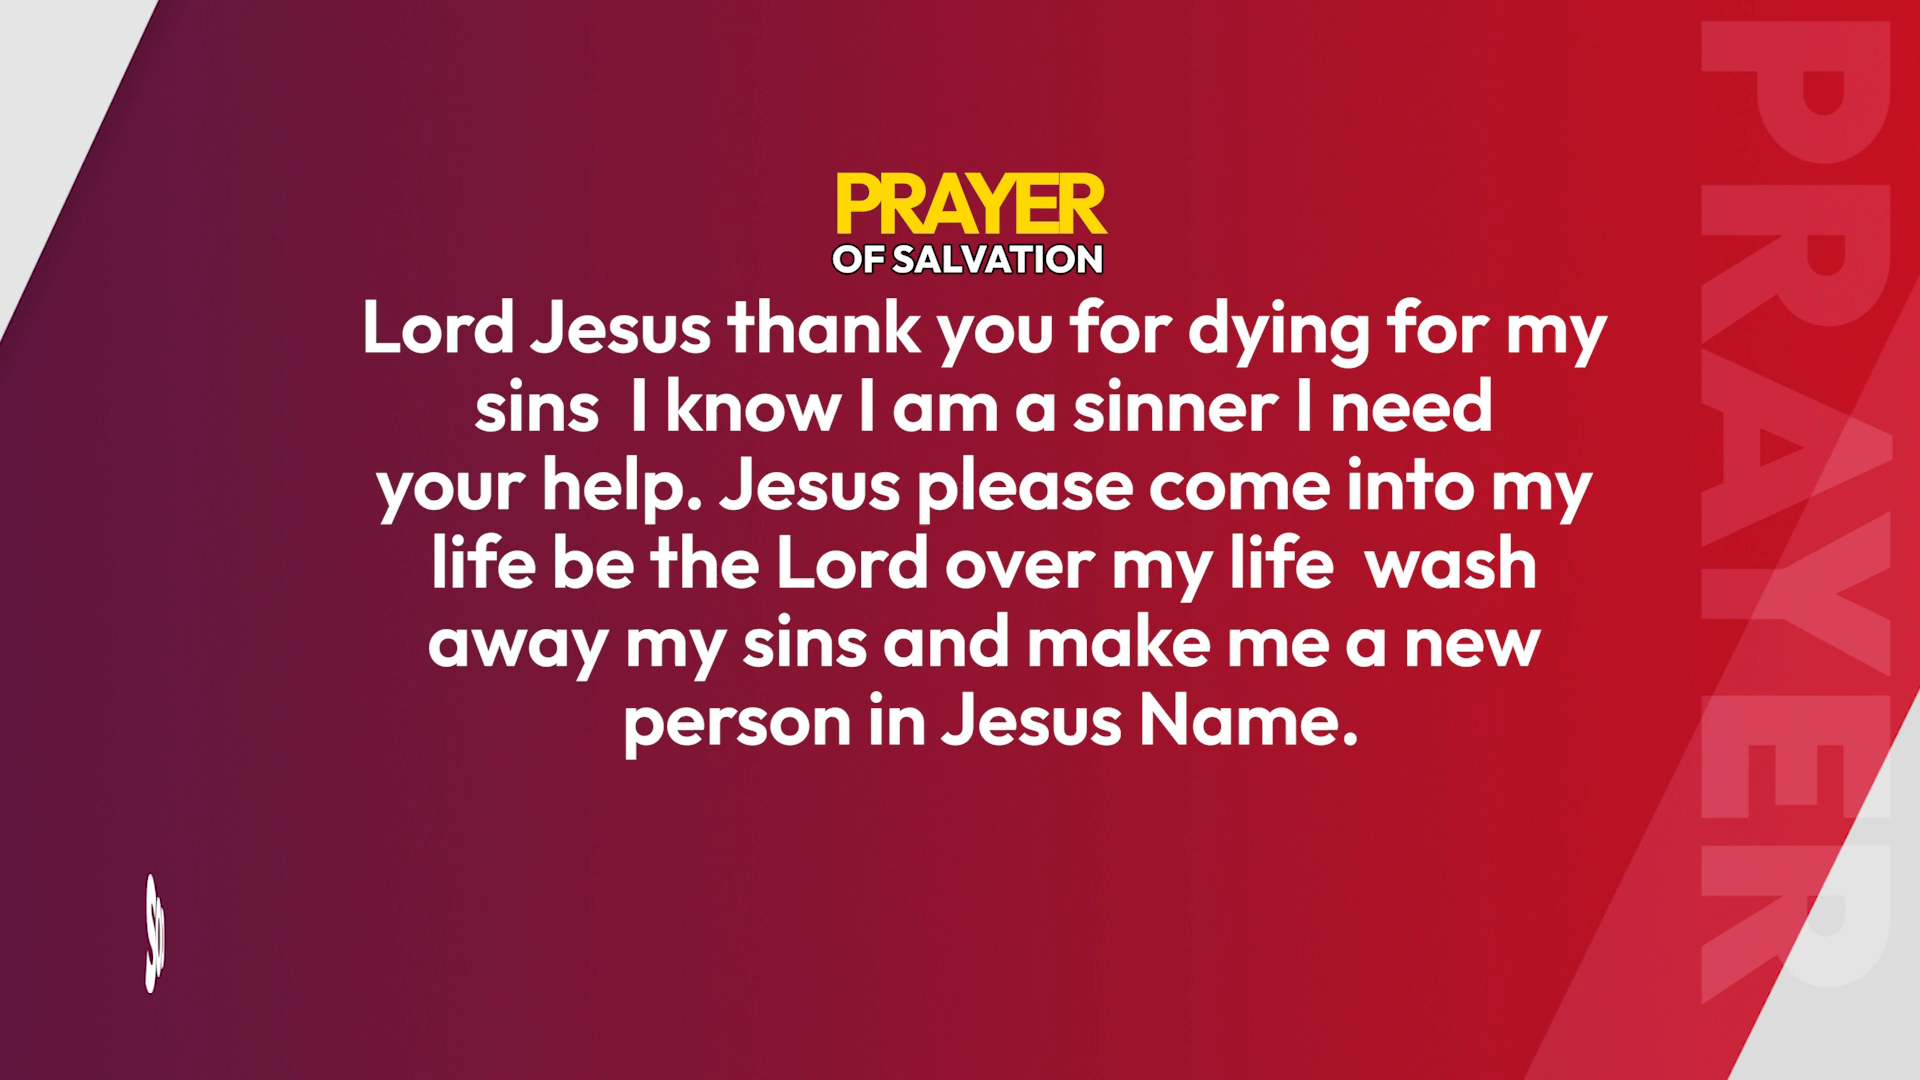 PRAYER
OF SALVATION
Lord Jesus thank you for dying for my
sins  I know I am a sinner I need
your help. Jesus please come into my
life be the Lord over my life  wash
away my sins and make me a new
person in Jesus Name.
PRAYER